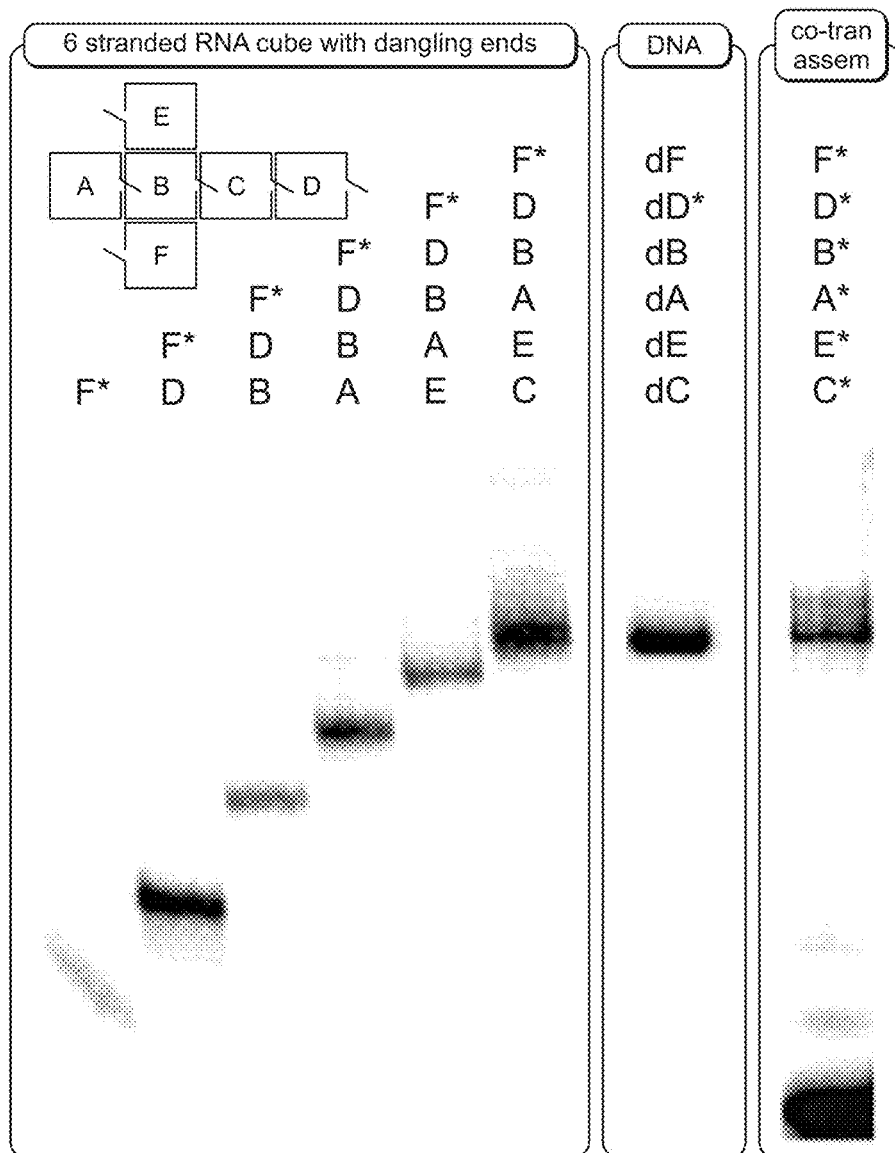 6 stranded RNA cube with dangling ends
DNA
co-tran
assem
E
A B C D
F
F* dF F*
F* D dD* D*
F* D B dB B*
F* D B A dA A*
F* D B A E dE E*
F* D B A E C dC C*